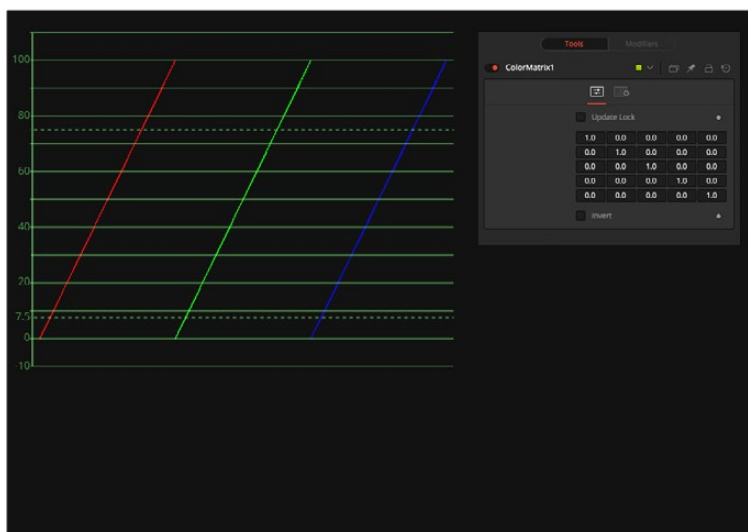 100
80
60
40
20
7.5
0
-10
Tools Modifiers
ColorMatrix1
Update Lock
1.0 0.0 0.0 0.0 0.0
0.0 1.0 0.0 0.0 0.0
0.0 0.0 1.0 0.0 0.0
0.0 0.0 0.0 1.0 0.0
0.0 0.0 0.0 0.0 1.0
Invert